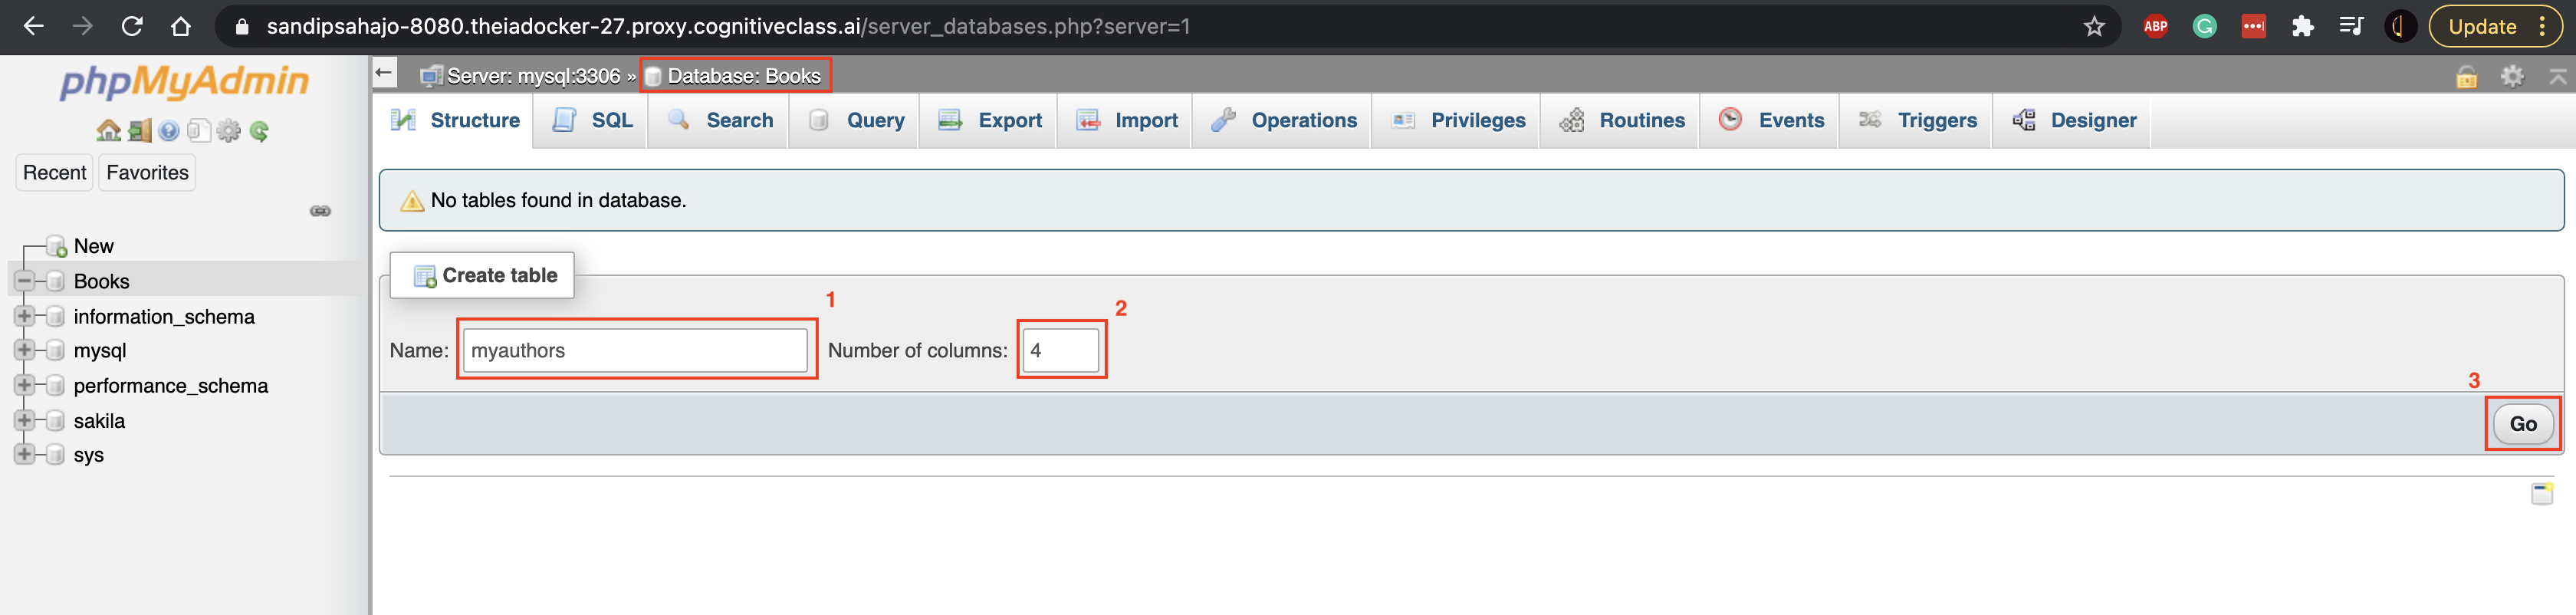 sandipsahajo-8080.theiadocker-27.proxy.cognitiveclass.ai/server_databases.php?server=1
ABP
Update
phpMyAdmin
Recent Favorites
New
Books
information_schema
mysql
performance_schema
sakila
sys
Server: mysql:3306 » Database: Books
Structure SQL Search Query Export Import Operations Privileges Routines Events Triggers Designer
No tables found in database.
Create table
1
2
Name: myauthors Number of columns: 4
3
Go